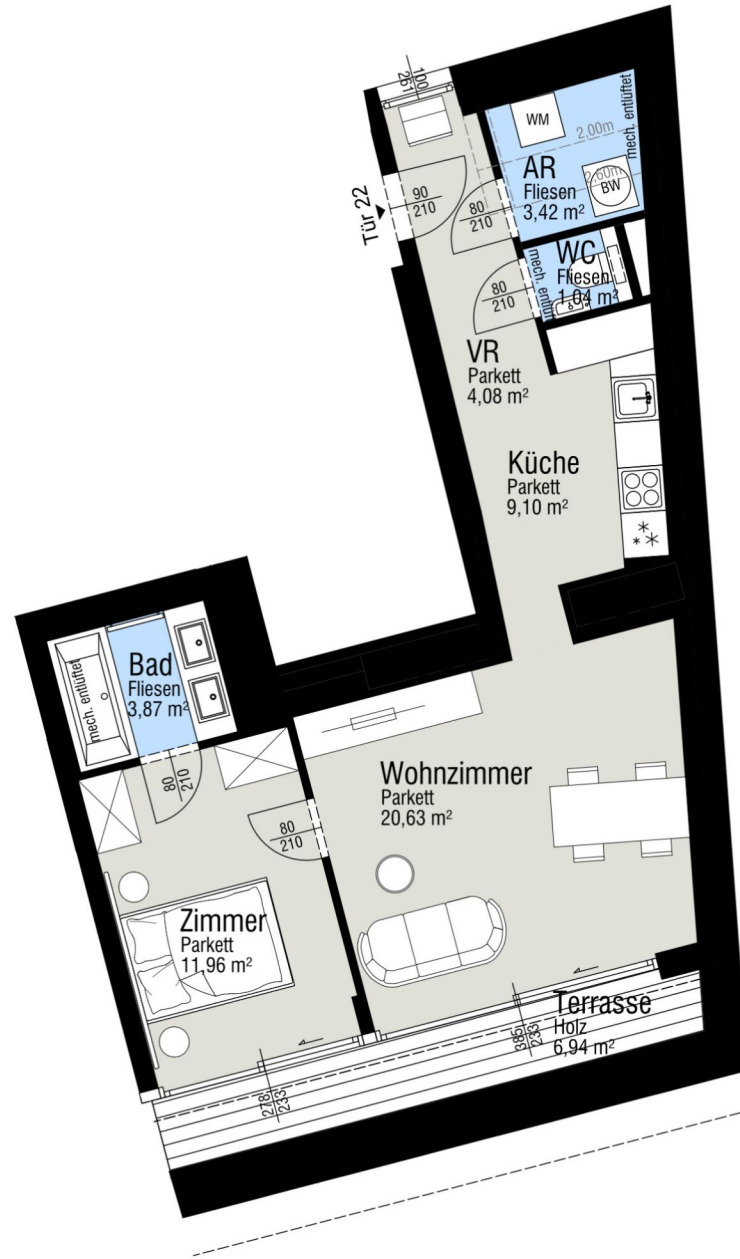 100
261
WM
mech. entlüftet
2,00m
AR
Fliesen
3,42 m²
2,60m
BW
Tür 22
90
210
80
210
WC
Fliesen
1,04 m²
mech. entlüft
80
210
VR
Parkett
4,08 m²
Küche
Parkett
9,10 m²
Bad
Fliesen
3,87 m²
mech. entlüftet
80
210
Wohnzimmer
Parkett
20,63 m²
80
210
Zimmer
Parkett
11,96 m²
Terrasse
Holz
6,94 m²
385
233
278
233